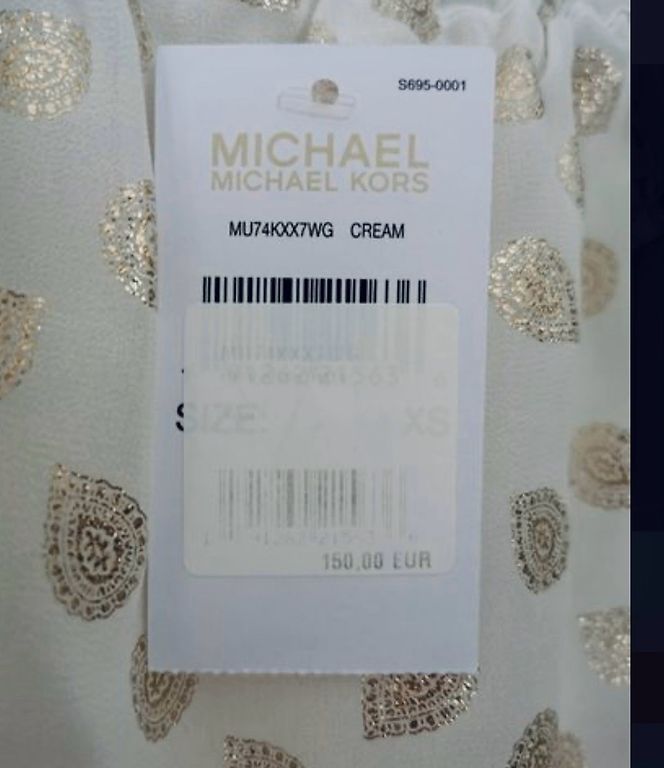 S695-0001
MICHAEL
MICHAEL KORS
MU74KXX7WG CREAM
SIZE: XS
150,00 EUR